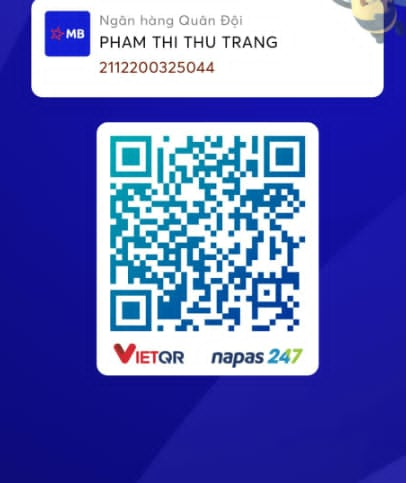 MB
Ngân hàng Quân Đội
PHAM THI THU TRANG
2112200325044
VIETQR napas 247